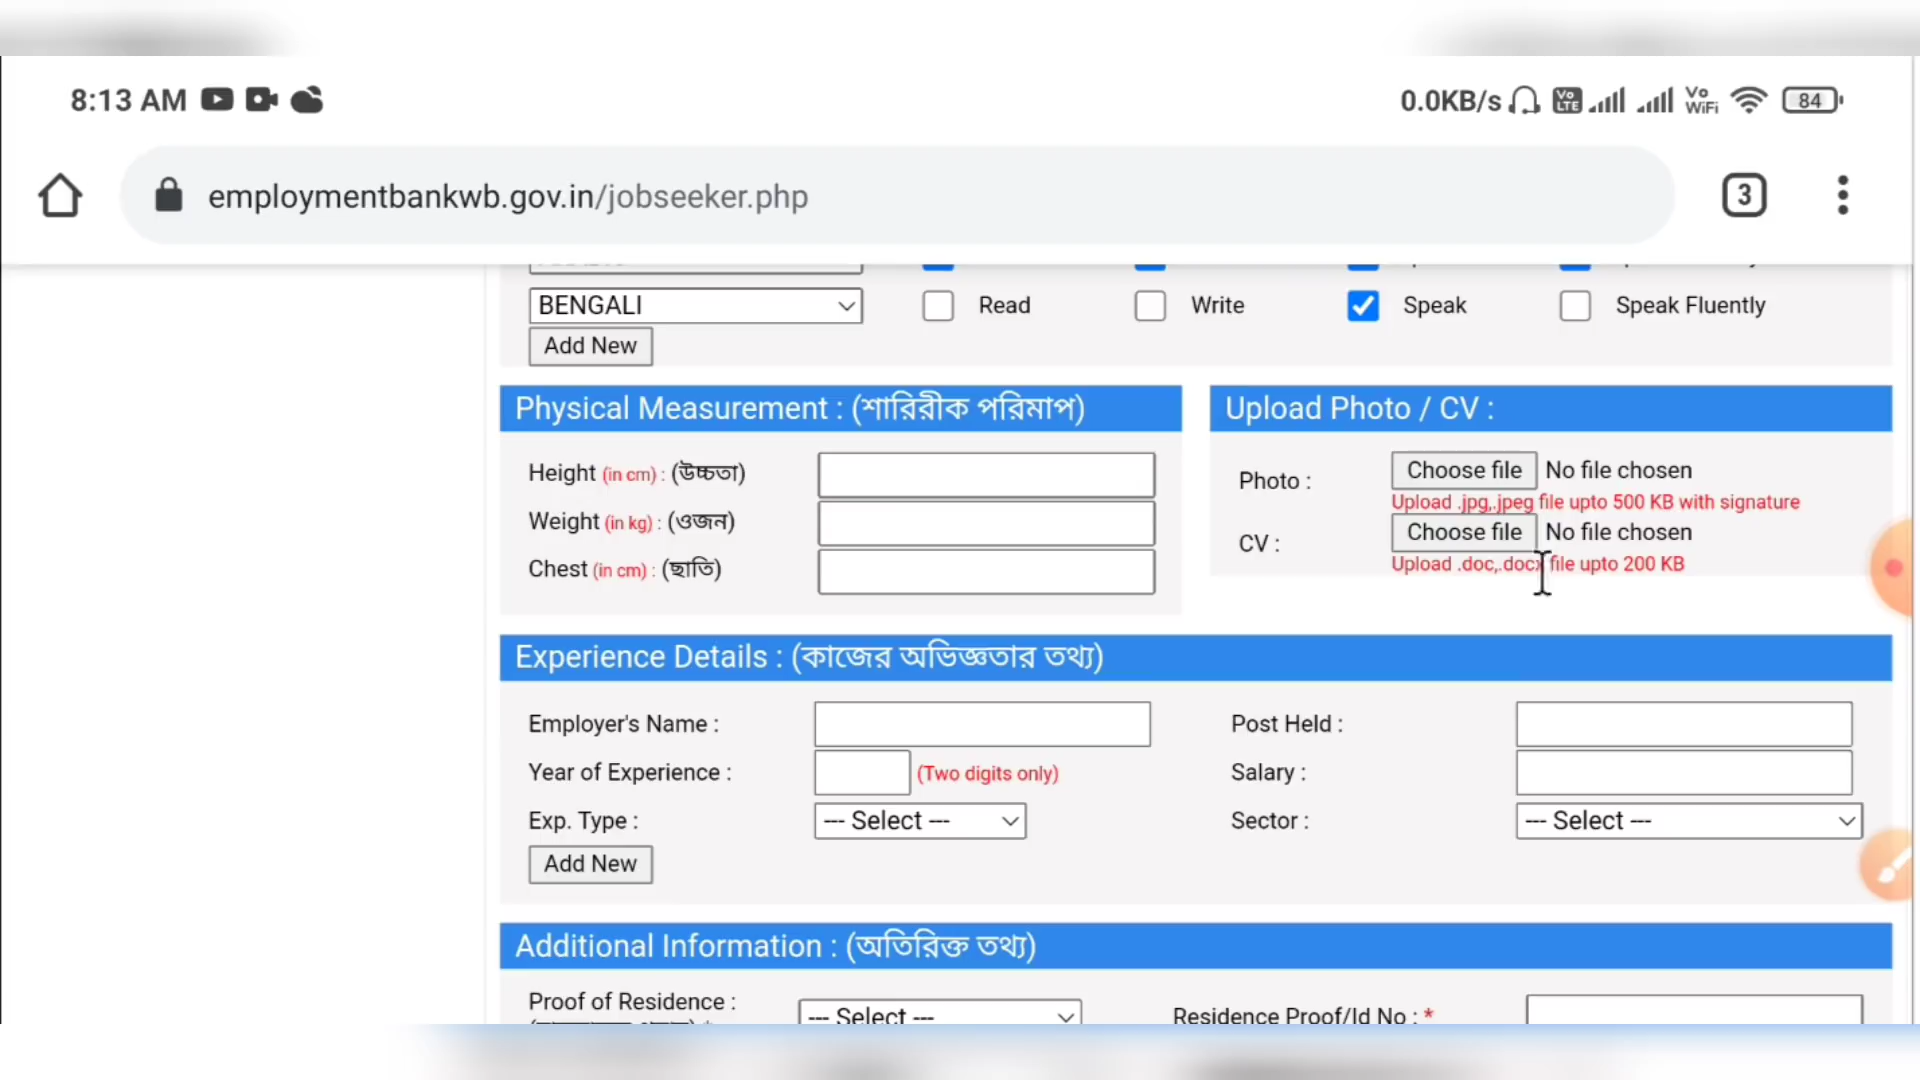 8:13 AM
0.0KB/s Vo LTE Vo WiFi 84
employmentbankwb.gov.in/jobseeker.php
3
BENGALI Read Write Speak Speak Fluently
Add New
Physical Measurement : (শারিরীক পরিমাপ)
Upload Photo / CV :
Height (in cm) : (উচ্চতা)
Weight (in kg) : (ওজন)
Chest (in cm) : (ছাতি)
Photo : Choose file No file chosen
Upload .jpg,.jpeg file upto 500 KB with signature
CV : Choose file No file chosen
Upload .doc,.docx file upto 200 KB
Experience Details : (কাজের অভিজ্ঞতার তথ্য)
Employer's Name : Post Held :
Year of Experience : (Two digits only) Salary :
Exp. Type : --- Select --- Sector : --- Select ---
Add New
Additional Information : (অতিরিক্ত তথ্য)
Proof of Residence : --- Select --- Residence Proof/Id No : *